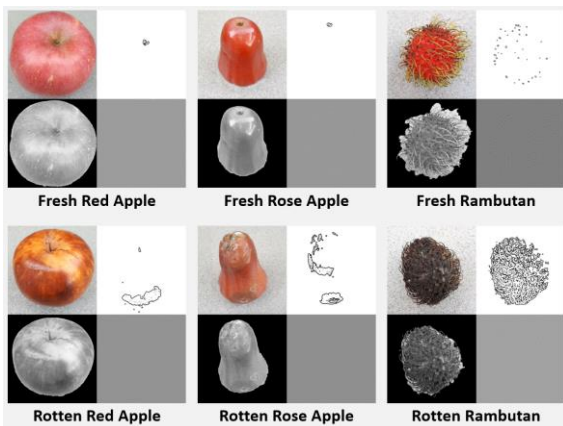 Fresh Red Apple
Fresh Rose Apple
Fresh Rambutan
Rotten Red Apple
Rotten Rose Apple
Rotten Rambutan